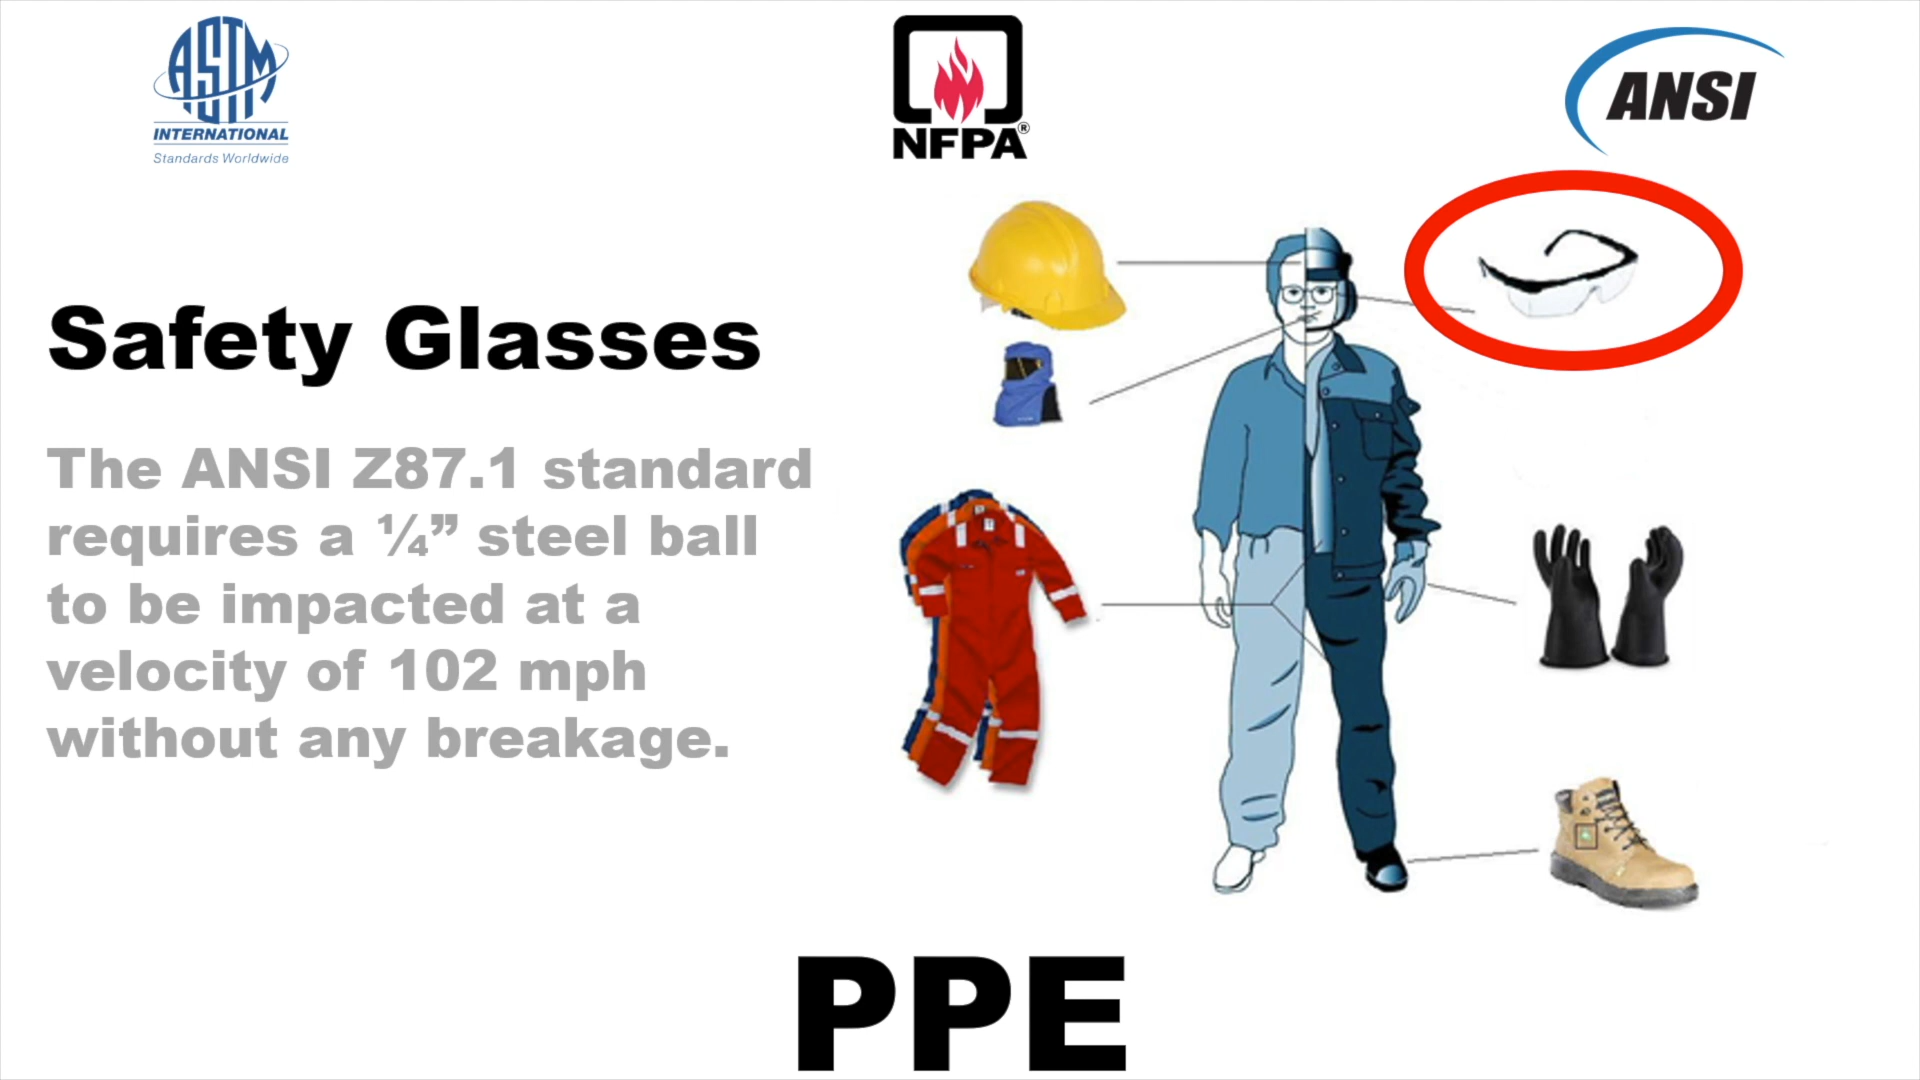 ASTM
INTERNATIONAL
Standards Worldwide
NFPA®
ANSI
Safety Glasses
The ANSI Z87.1 standard
requires a ¼” steel ball
to be impacted at a
velocity of 102 mph
without any breakage.
PPE